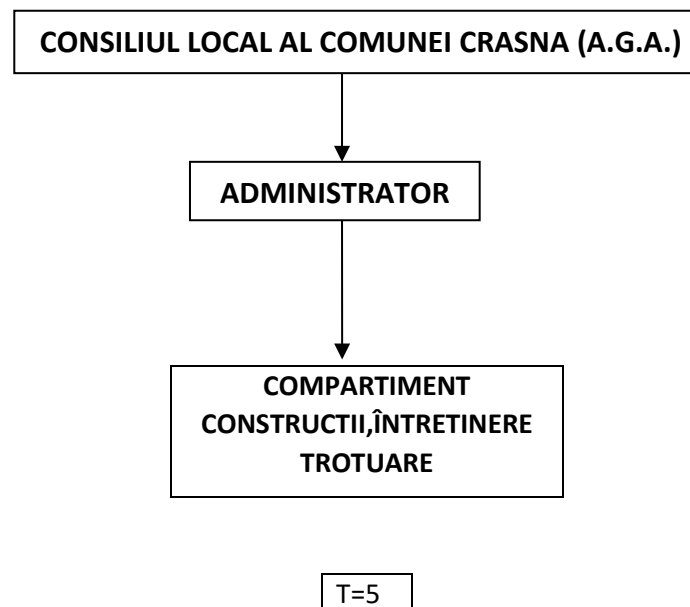 CONSILIUL LOCAL AL COMUNEI CRASNA (A.G.A.)
ADMINISTRATOR
COMPARTIMENT
CONSTRUCTII,ÎNTRETINERE
TROTUARE
T=5